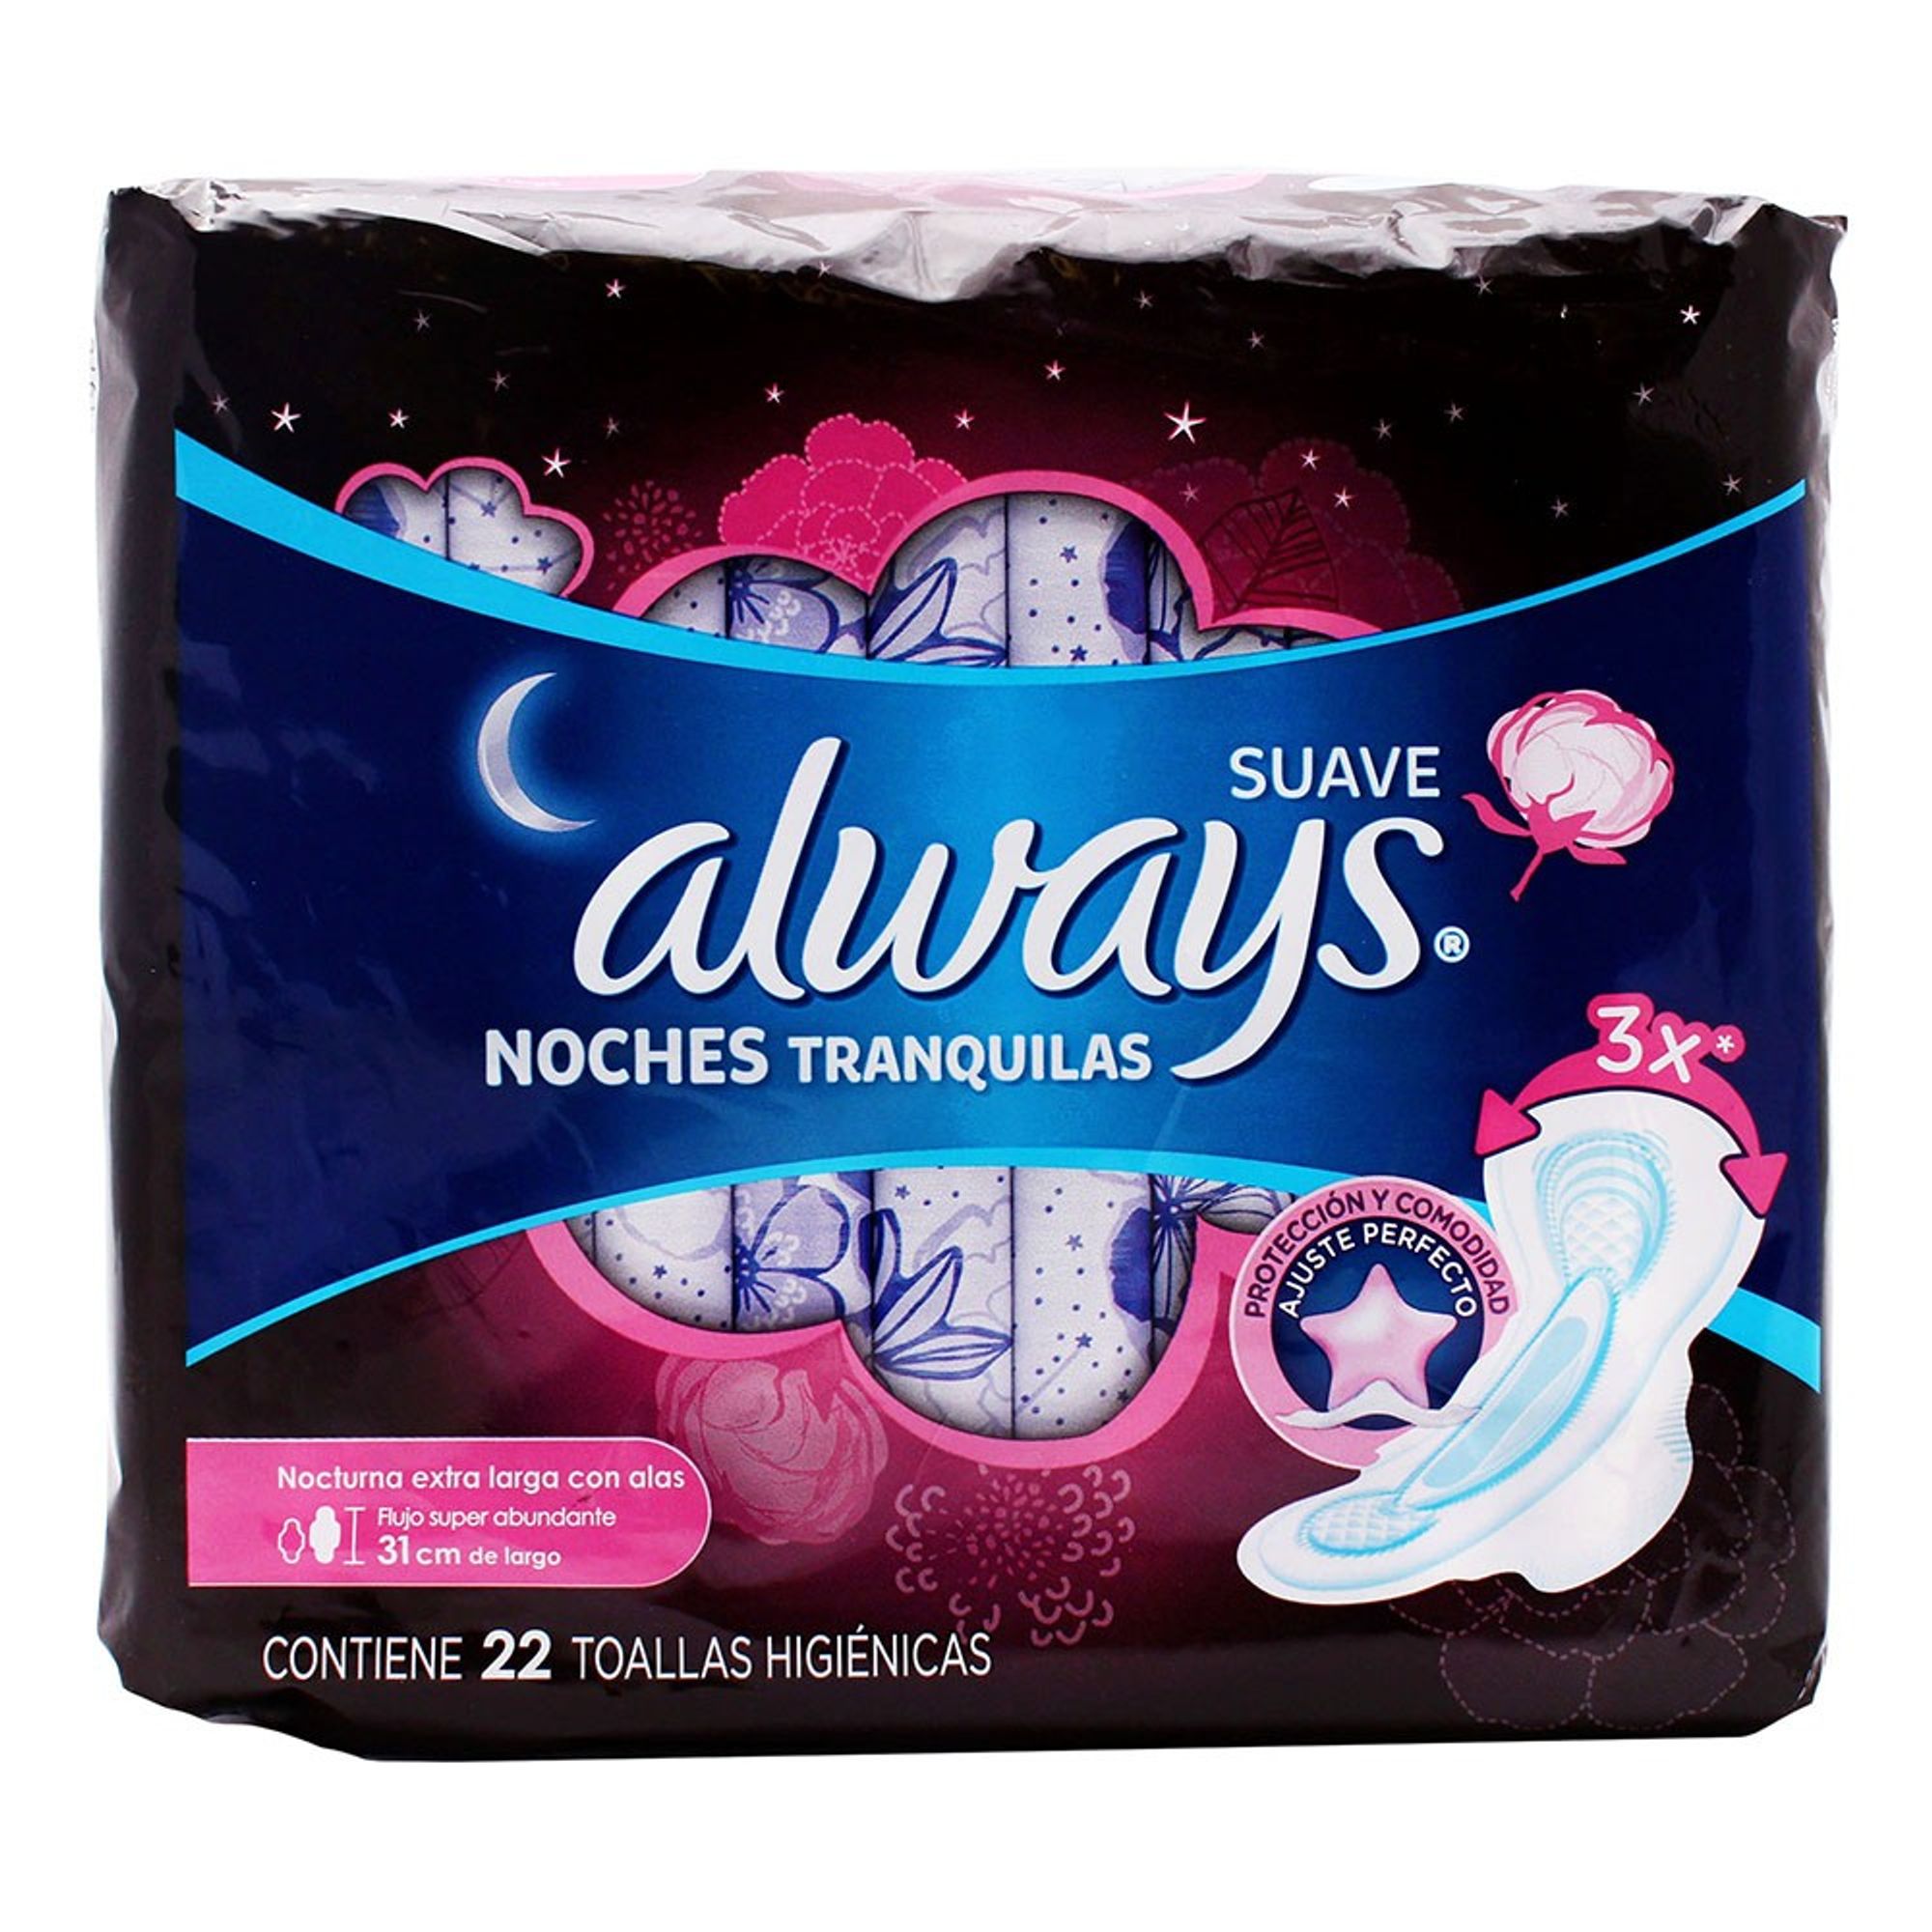 SUAVE
always®
NOCHES TRANQUILAS
3x*
PROTECCIÓN Y COMODIDAD
AJUSTE PERFECTO
Nocturna extra larga con alas
Flujo super abundante
31 cm de largo
CONTIENE 22 TOALLAS HIGIÉNICAS